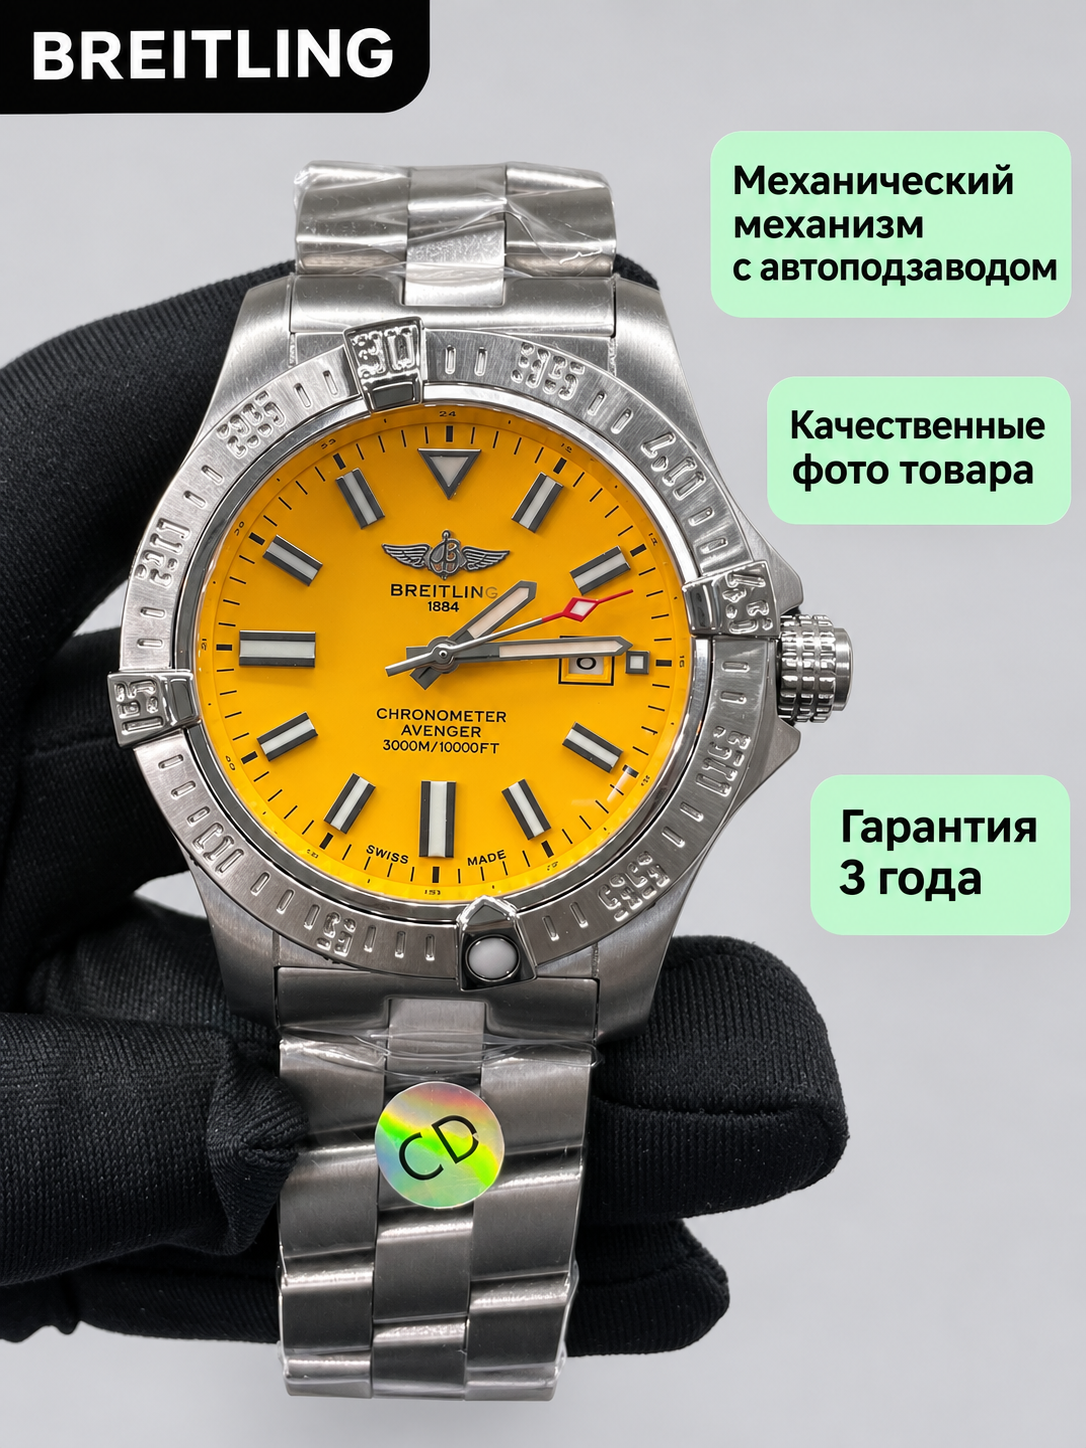 BREITLING
Механический
механизм
с автоподзаводом
Качественные
фото товара
24
BREITLING
1884
CHRONOMETER
AVENGER
3000M/10000FT
SWISS MADE
Гарантия
3 года
CD